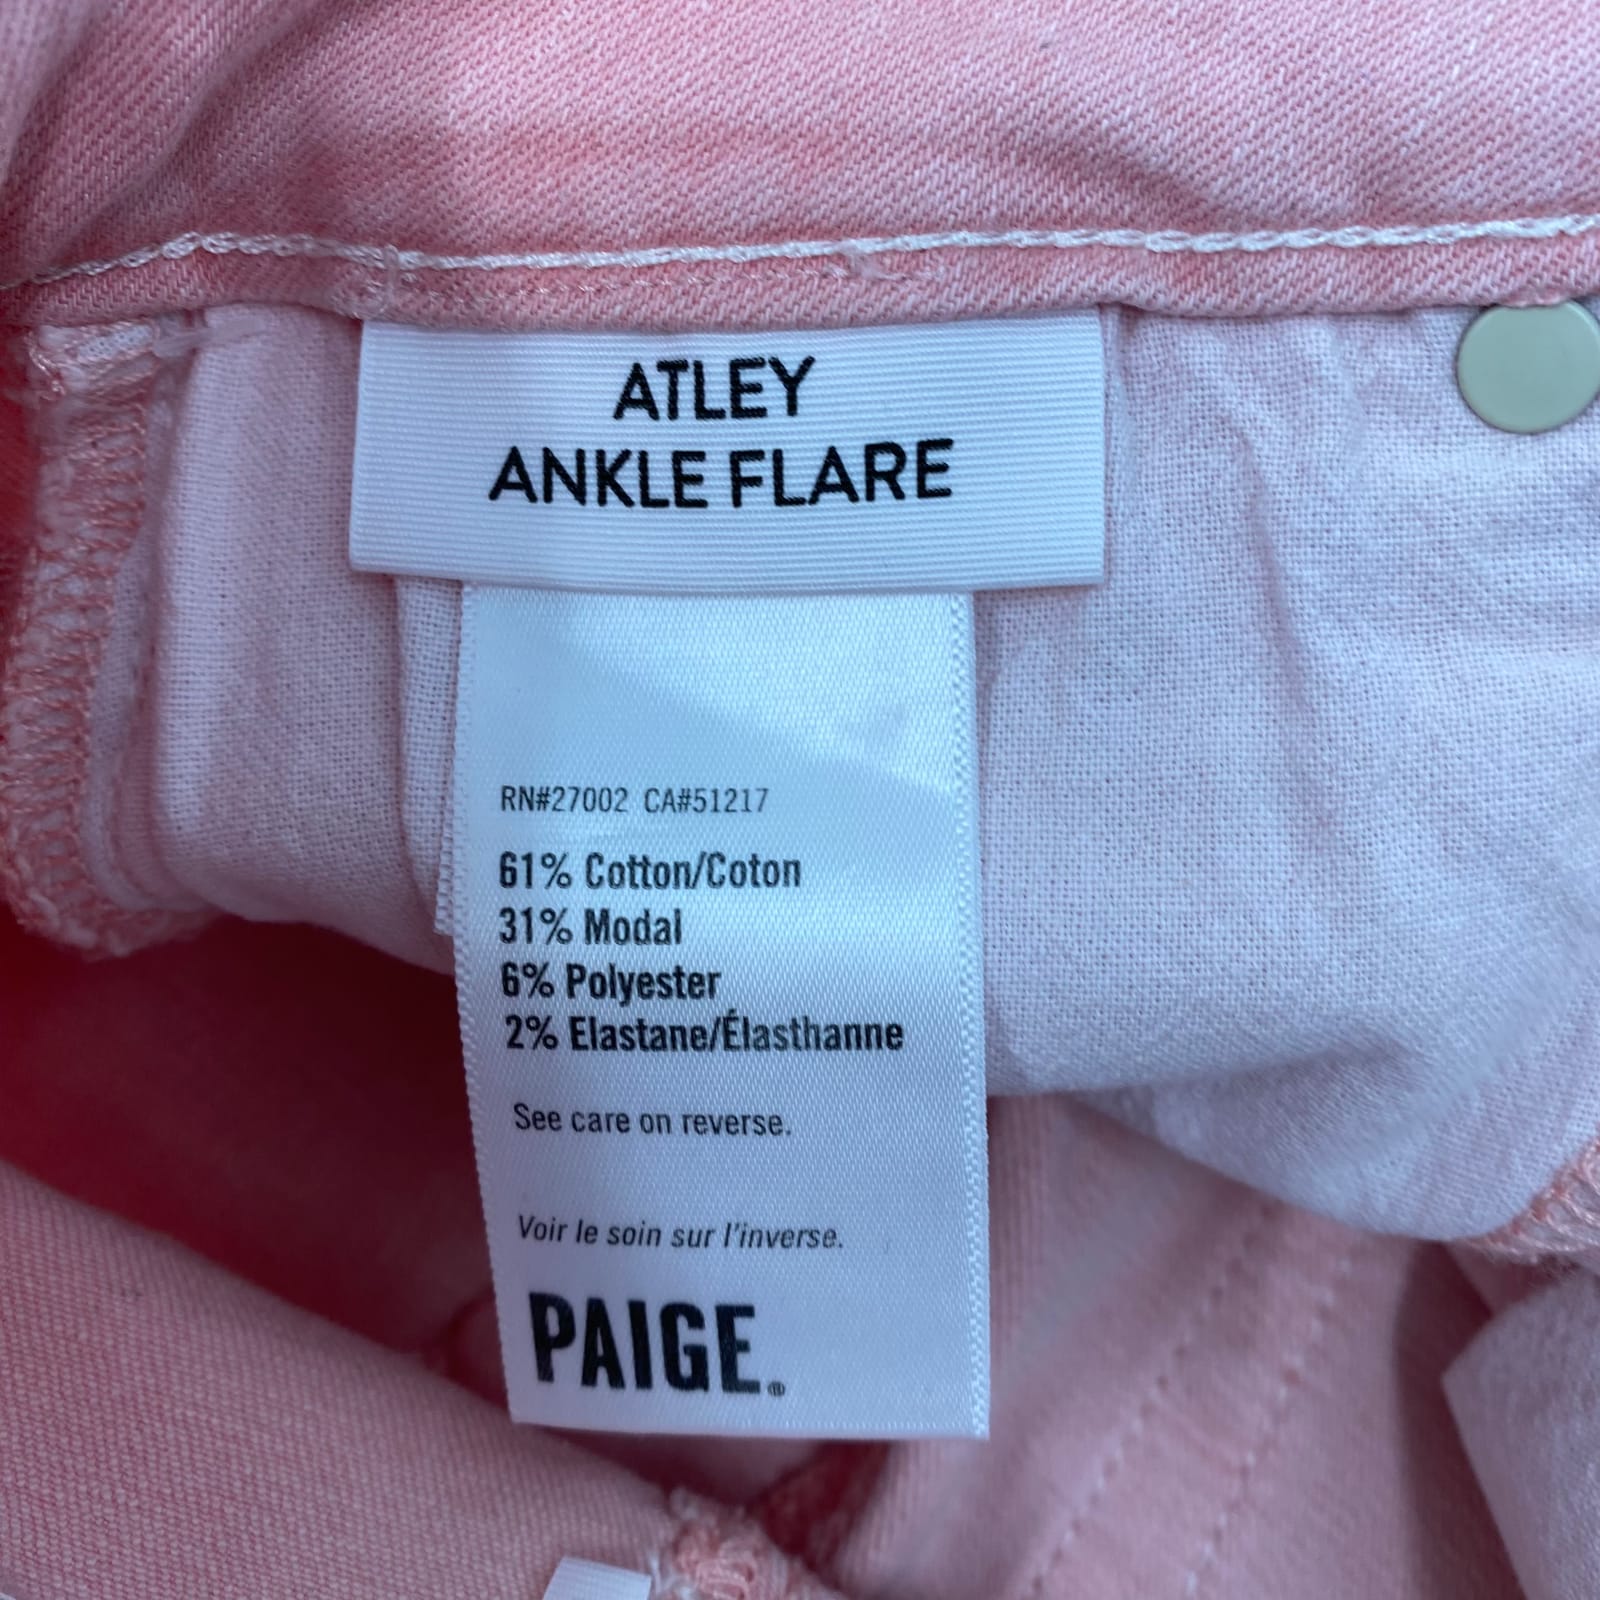 ATLEY
ANKLE FLARE
RN#27002 CA#51217
61% Cotton/Coton
31% Modal
6% Polyester
2% Elastane/Élasthanne
See care on reverse.
Voir le soin sur l'inverse.
PAIGE®